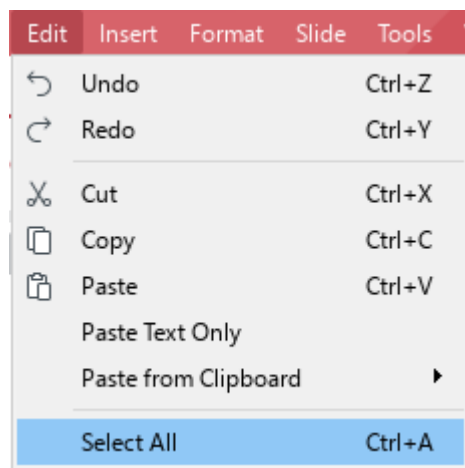 Edit Insert Format Slide Tools
Undo Ctrl+Z
Redo Ctrl+Y
Cut Ctrl+X
Copy Ctrl+C
Paste Ctrl+V
Paste Text Only
Paste from Clipboard
Select All Ctrl+A